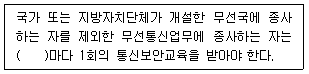 국가 또는 지방자치단체가 개설한 무선국에 종사
하는 자를 제외한 무선통신업무에 종사하는 자는
(    )마다 1회의 통신보안교육을 받아야 한다.